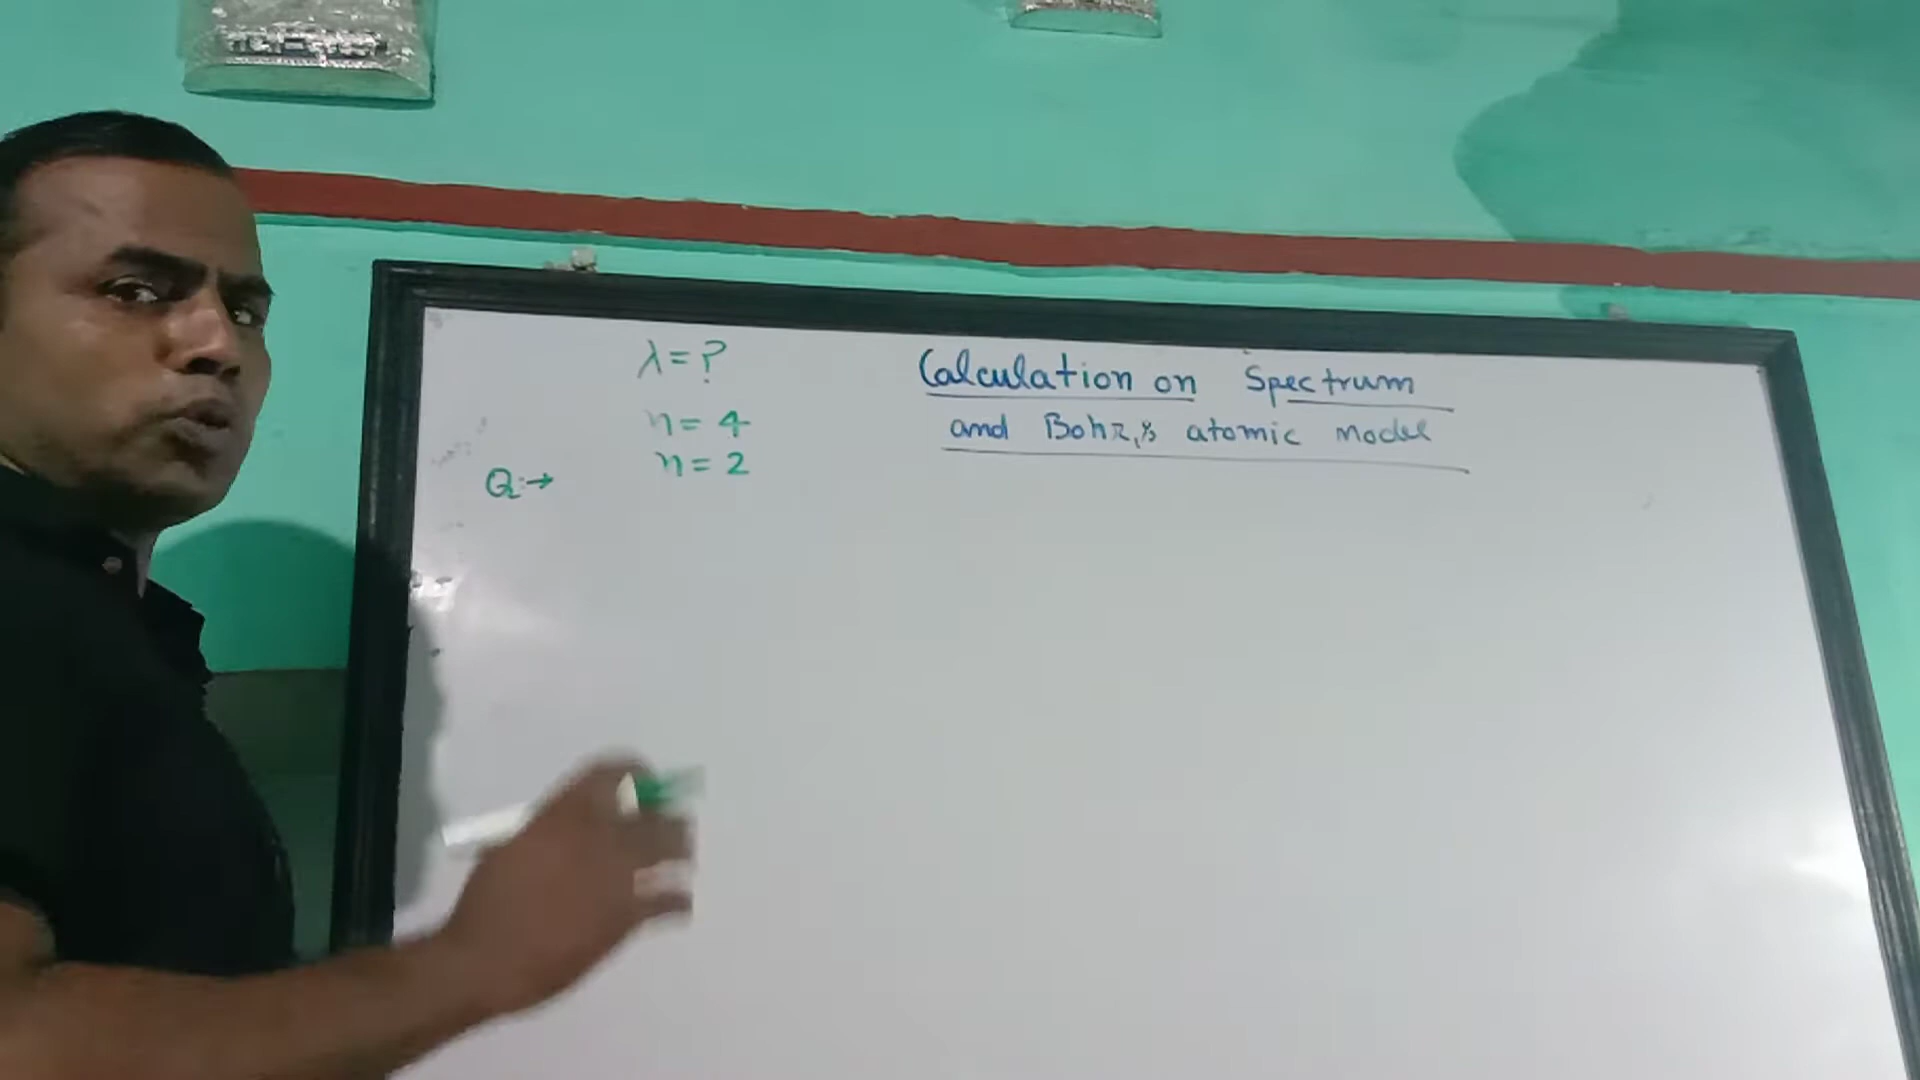 λ = ?
n = 4
n = 2
Q:→
Calculation on Spectrum
and Bohr,s atomic model